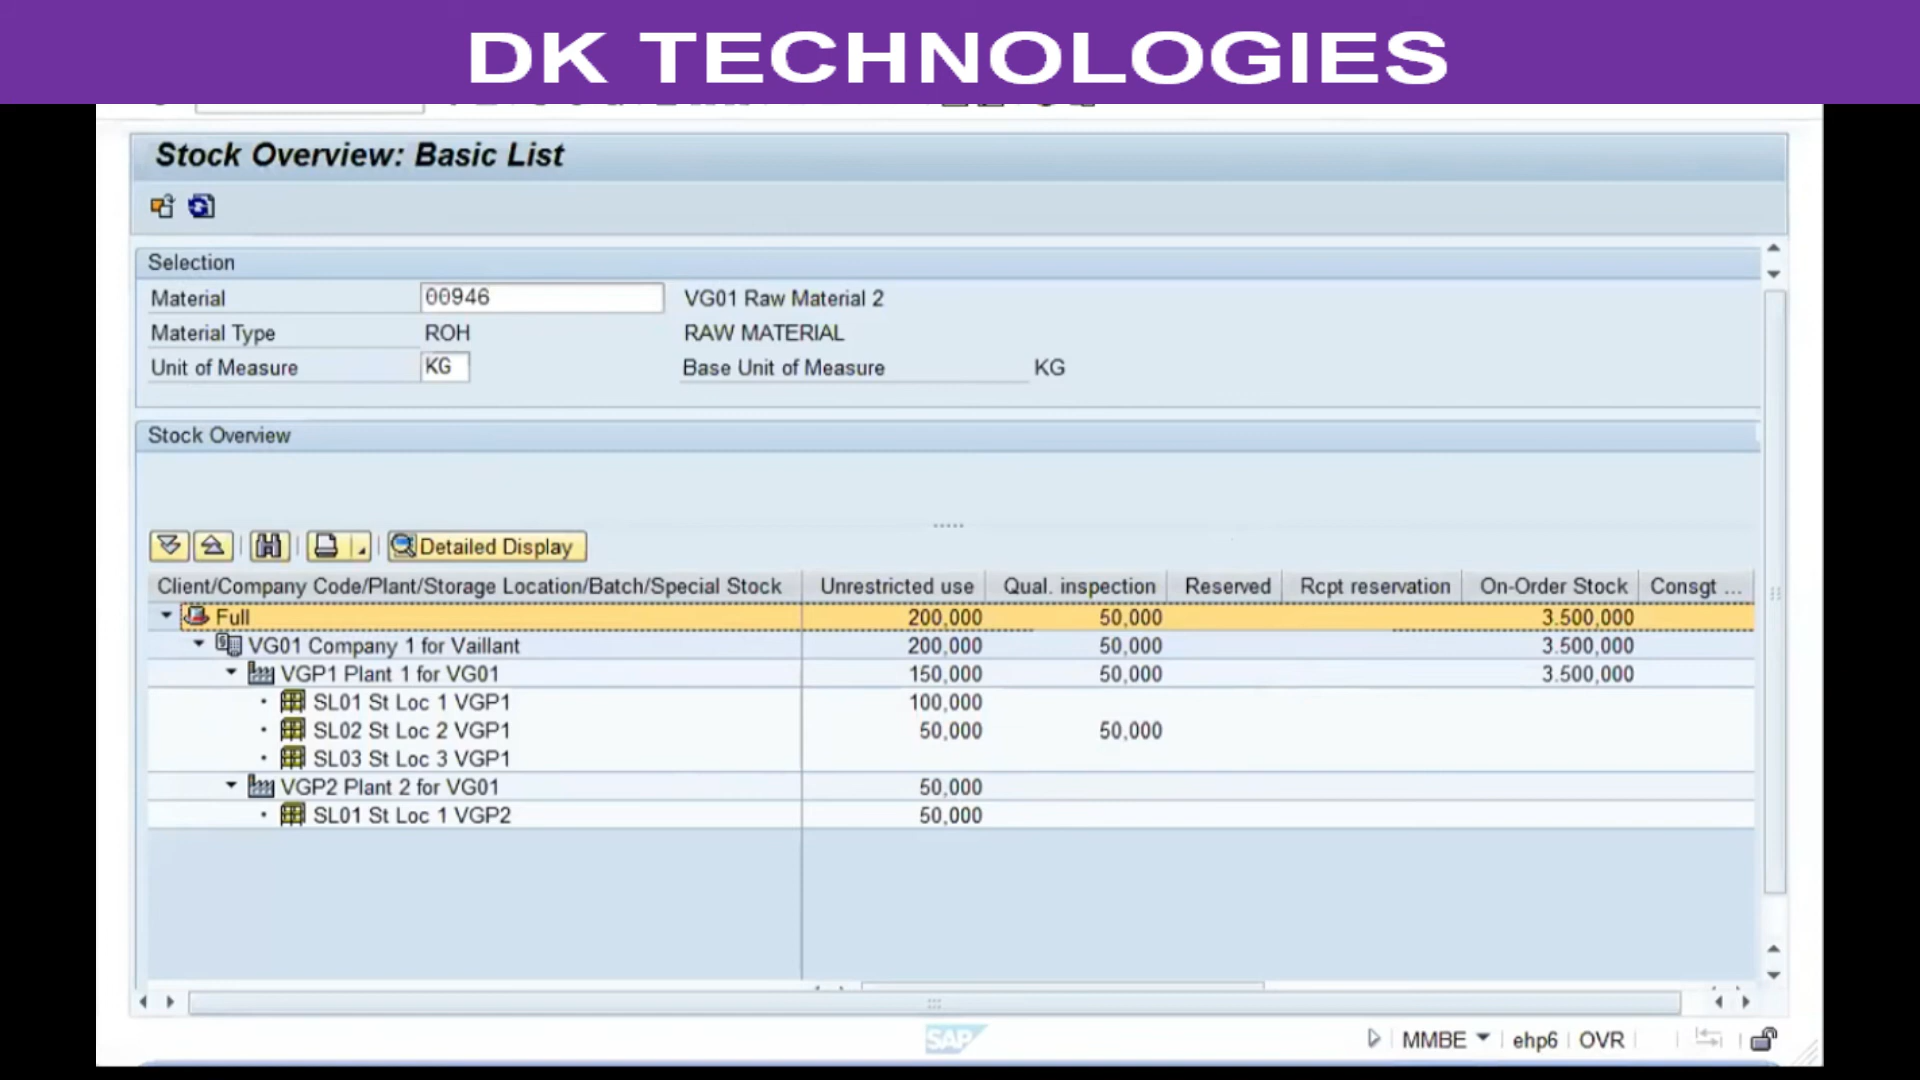 DK TECHNOLOGIES
Stock Overview: Basic List
Selection
Material 00946 VG01 Raw Material 2
Material Type ROH RAW MATERIAL
Unit of Measure KG Base Unit of Measure KG
Stock Overview
Detailed Display
Client/Company Code/Plant/Storage Location/Batch/Special Stock Unrestricted use Qual. inspection Reserved Rcpt reservation On-Order Stock Consgt ...
Full 200,000 50,000 3.500,000
VG01 Company 1 for Vaillant 200,000 50,000 3.500,000
VGP1 Plant 1 for VG01 150,000 50,000 3.500,000
SL01 St Loc 1 VGP1 100,000
SL02 St Loc 2 VGP1 50,000 50,000
SL03 St Loc 3 VGP1
VGP2 Plant 2 for VG01 50,000
SL01 St Loc 1 VGP2 50,000
SAP MMBE ehp6 OVR